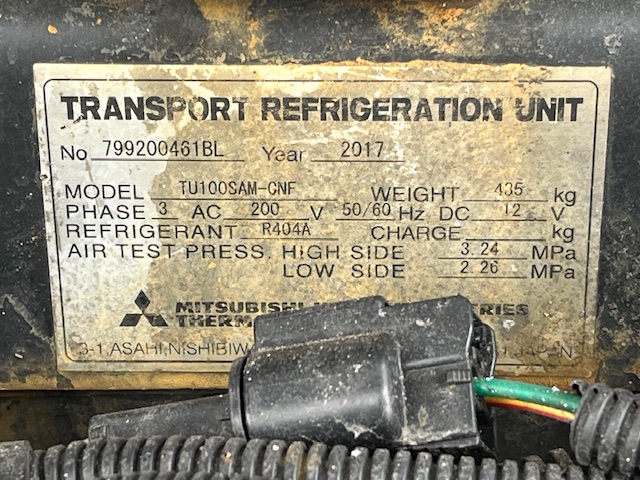 TRANSPORT REFRIGERATION UNIT
No 799200461BL Year 2017
MODEL TU100SAM-CNF WEIGHT 435 kg
PHASE 3 AC 200 V 50/60 Hz DC 12 V
REFRIGERANT R404A CHARGE kg
AIR TEST PRESS. HIGH SIDE 3.24 MPa
LOW SIDE 2.26 MPa
MITSUBISHI
THERM
3-1,ASAHI,NISHIBIW JAPAN